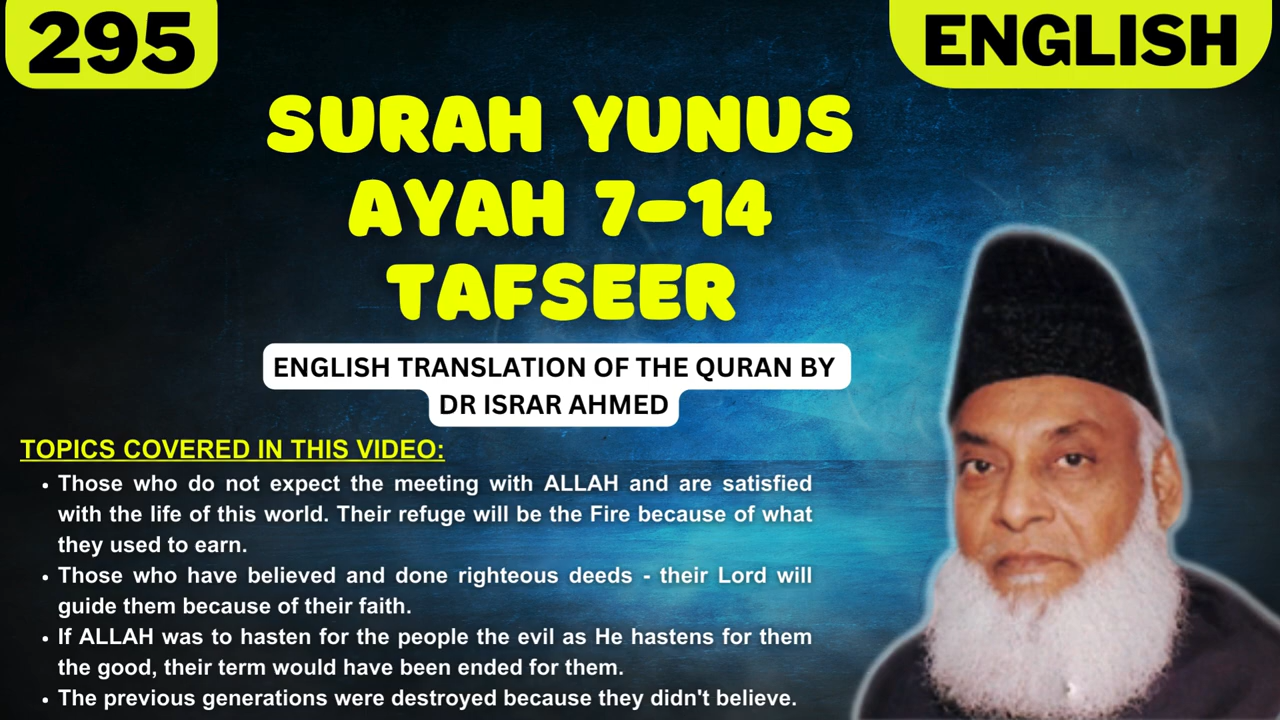 295
ENGLISH
SURAH YUNUS
AYAH 7-14
TAFSEER
ENGLISH TRANSLATION OF THE QURAN BY
DR ISRAR AHMED
TOPICS COVERED IN THIS VIDEO:
• Those who do not expect the meeting with ALLAH and are satisfied
with the life of this world. Their refuge will be the Fire because of what
they used to earn.
• Those who have believed and done righteous deeds - their Lord will
guide them because of their faith.
• If ALLAH was to hasten for the people the evil as He hastens for them
the good, their term would have been ended for them.
• The previous generations were destroyed because they didn't believe.